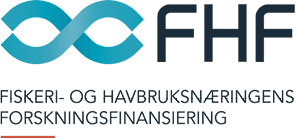 FHF
FISKERI- OG HAVBRUKSNÆRINGENS
FORSKNINGSFINANSIERING